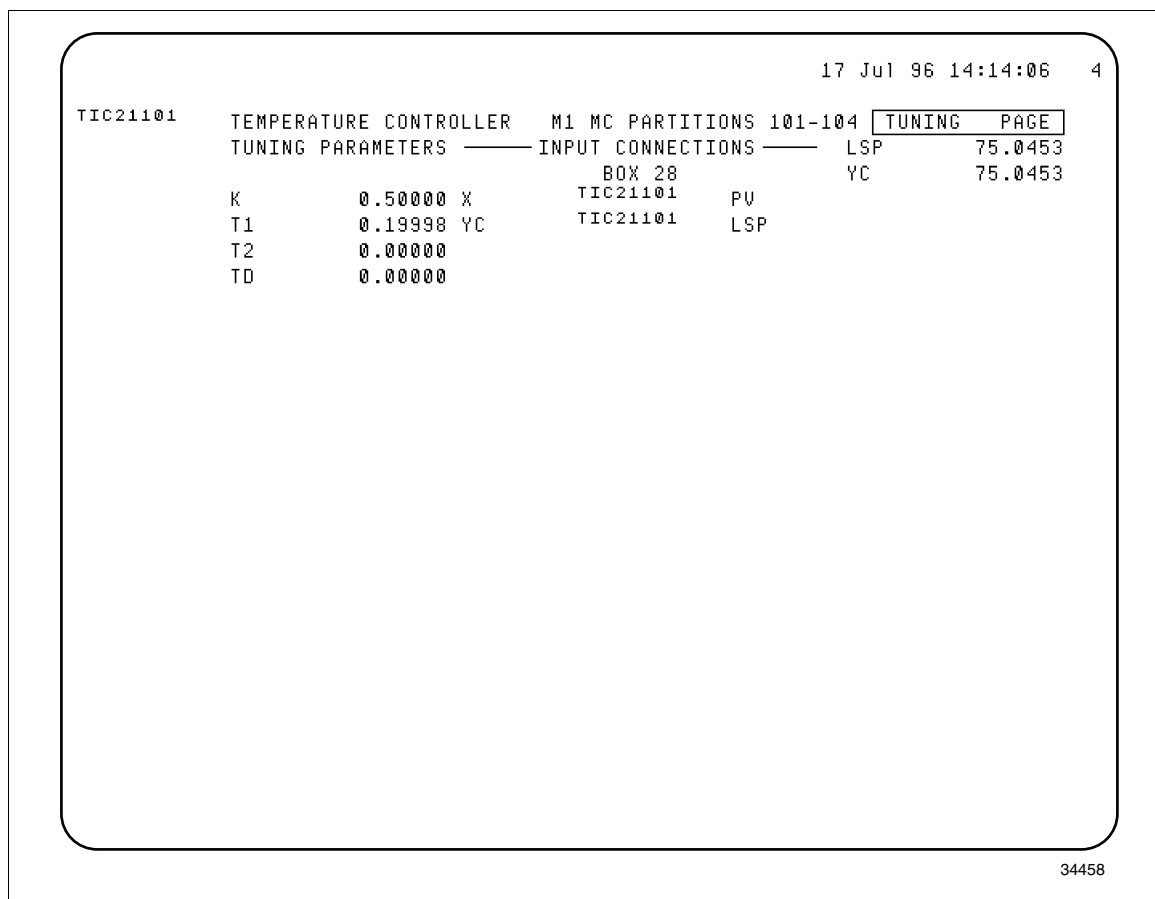 17 Jul 96 14:14:06 4
TIC21101 TEMPERATURE CONTROLLER M1 MC PARTITIONS 101-104 TUNING PAGE
TUNING PARAMETERS INPUT CONNECTIONS LSP 75.0453
BOX 28 YC 75.0453
K 0.50000 X TIC21101 PV
T1 0.19998 YC TIC21101 LSP
T2 0.00000
TD 0.00000
34458